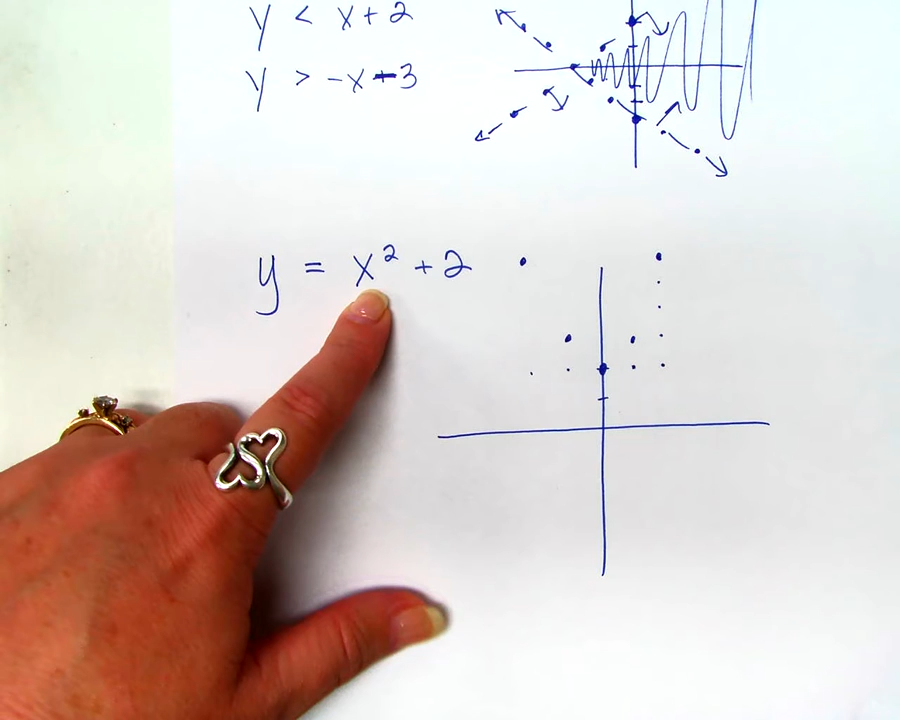 y < x + 2
y > -x - 3
y = x² + 2